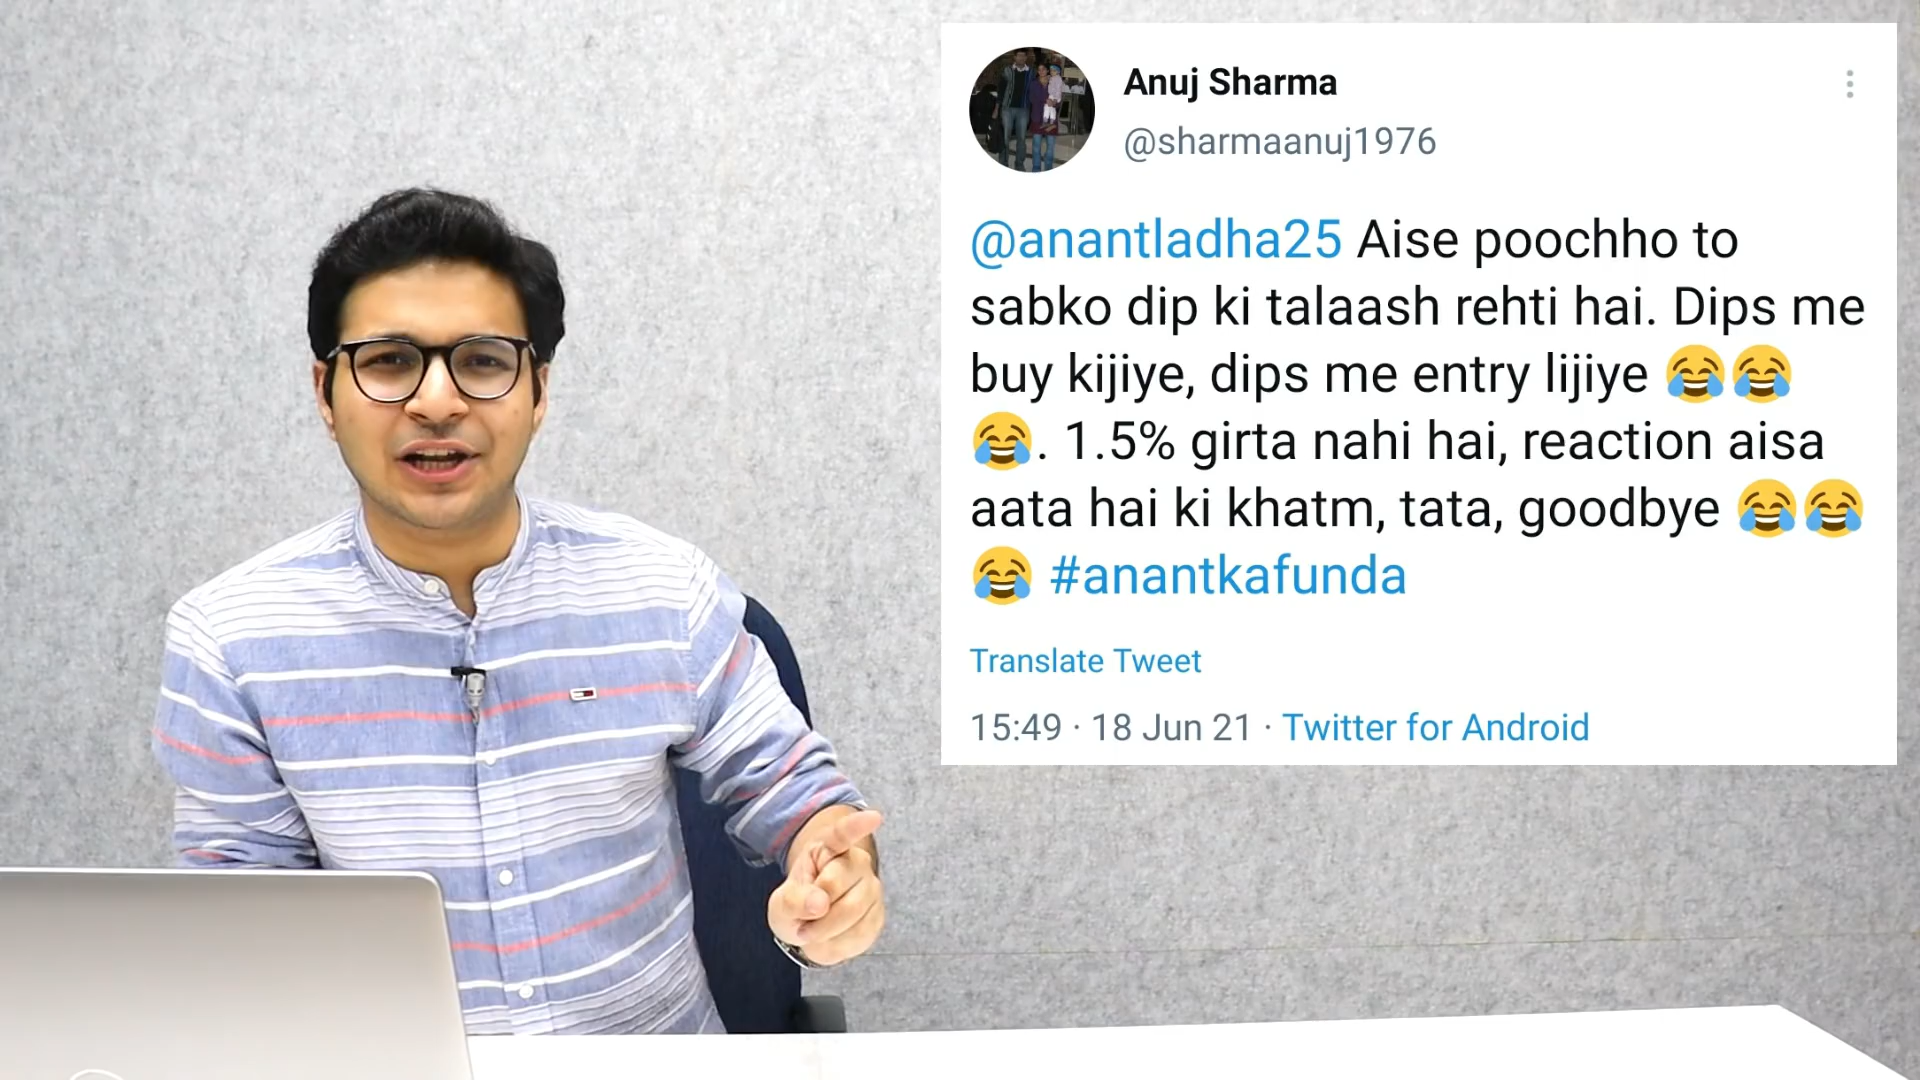 Anuj Sharma
@sharmaanuj1976
@anantladha25 Aise poochho to
sabko dip ki talaash rehti hai. Dips me
buy kijiye, dips me entry lijiye 😂😂
😂. 1.5% girta nahi hai, reaction aisa
aata hai ki khatm, tata, goodbye 😂😂
😂 #anantkafunda
Translate Tweet
15:49 · 18 Jun 21 · Twitter for Android